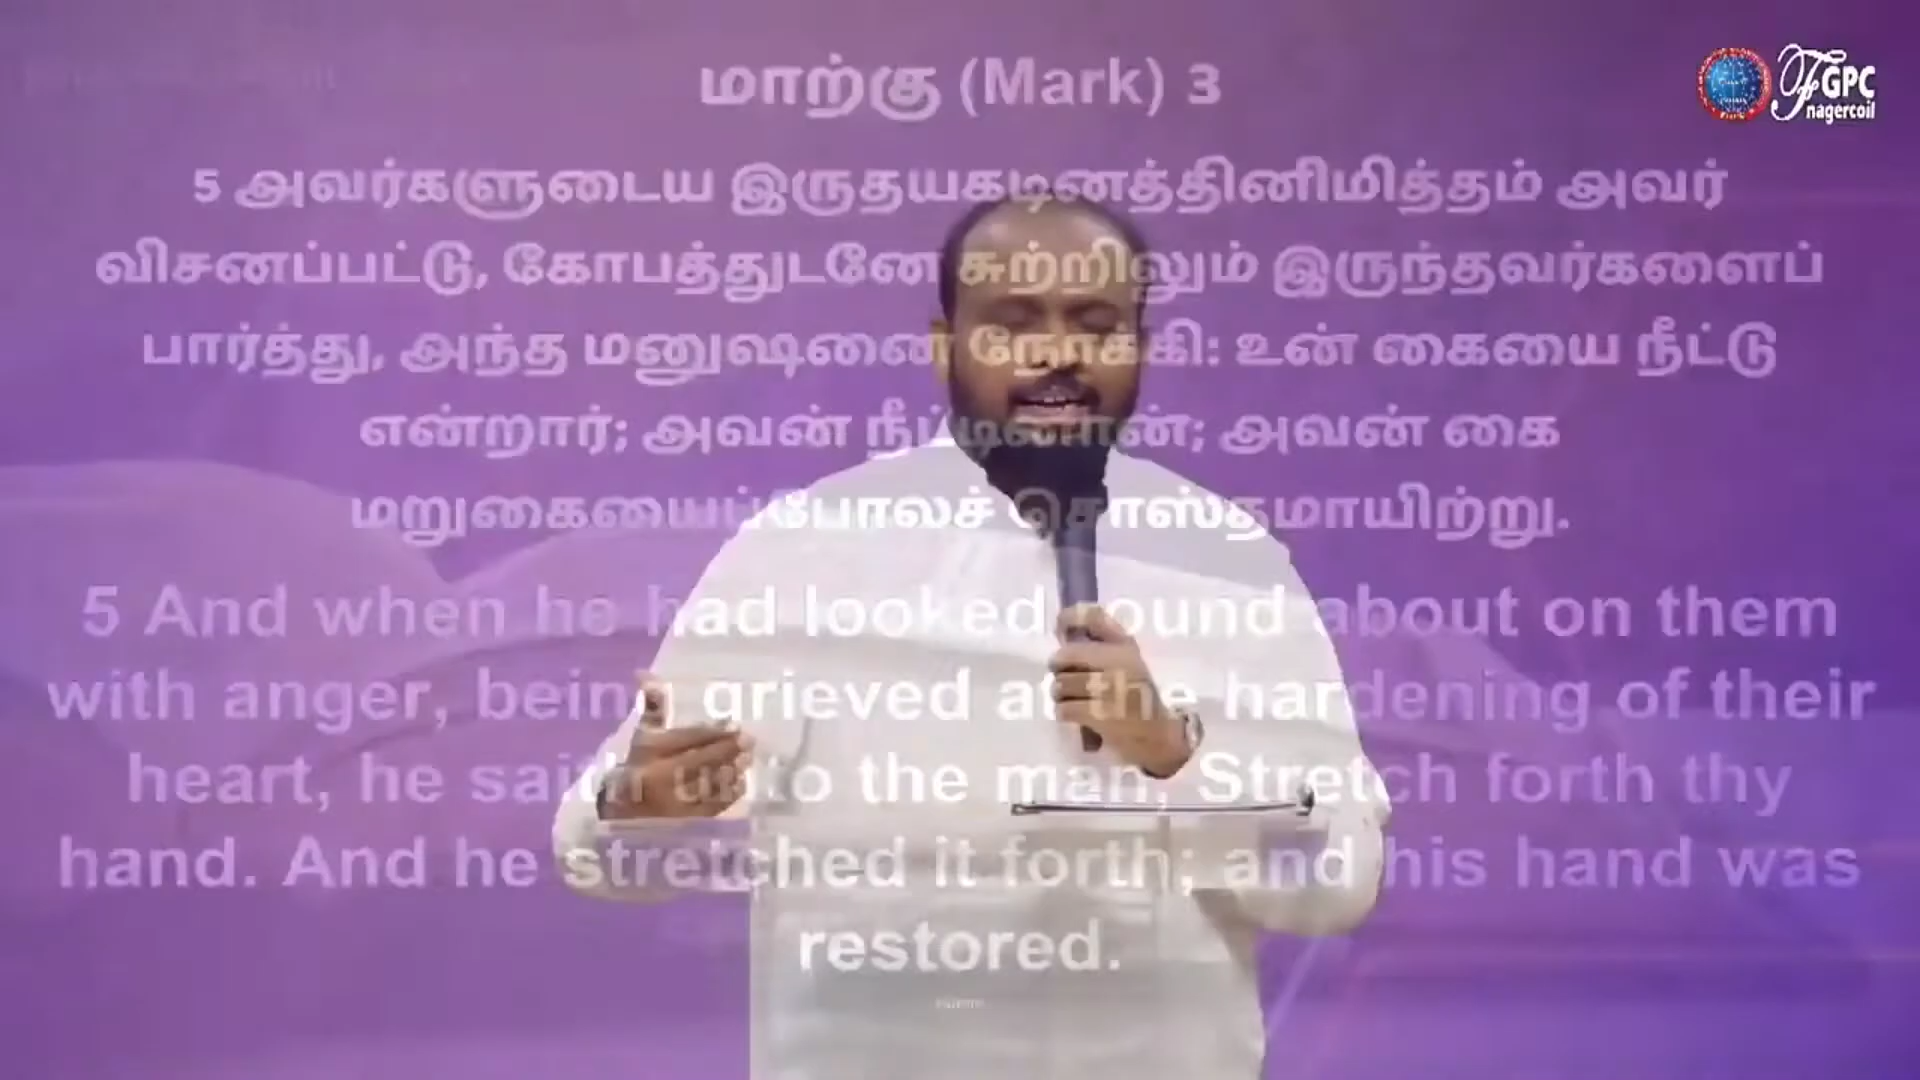 மாற்கு (Mark) 3
FGPC
nagercoil
5 அவர்களுடைய இருதயகடினத்தினிமித்தம் அவர்
விசனப்பட்டு, கோபத்துடனே சுற்றிலும் இருந்தவர்களைப்
பார்த்து, அந்த மனுஷனை நோக்கி: உன் கையை நீட்டு
என்றார்; அவன் நீட்டினான்; அவன் கை
மறுகையைப்போலச் சொஸ்தமாயிற்று.
5 And when he had looked round about on them
with anger, being grieved at the hardening of their
heart, he saith unto the man, Stretch forth thy
hand. And he stretched it forth; and his hand was
restored.